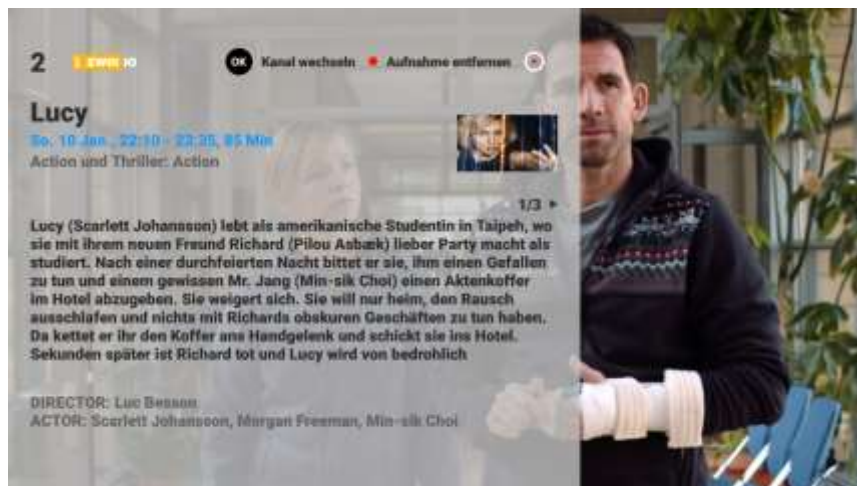 2
OK Kanal wechseln Aufnahme entfernen
Lucy
So. 10 Jan., 22:10 - 23:35, 85 Min
Action und Thriller: Action
1/3
Lucy (Scarlett Johansson) lebt als amerikanische Studentin in Taipeh, wo
sie mit ihrem neuen Freund Richard (Pilou Asbæk) lieber Party macht als
studiert. Nach einer durchfeierten Nacht bittet er sie, ihm einen Gefallen
zu tun und einem gewissen Mr. Jang (Min-sik Choi) einen Aktenkoffer
im Hotel abzugeben. Sie weigert sich. Sie will nur heim, den Rausch
ausschlafen und nichts mit Richards obskuren Geschäften zu tun haben.
Da kettet er ihr den Koffer ans Handgelenk und schickt sie ins Hotel.
Sekunden später ist Richard tot und Lucy wird von bedrohlich
DIRECTOR: Luc Besson
ACTOR: Scarlett Johansson, Morgan Freeman, Min-sik Choi